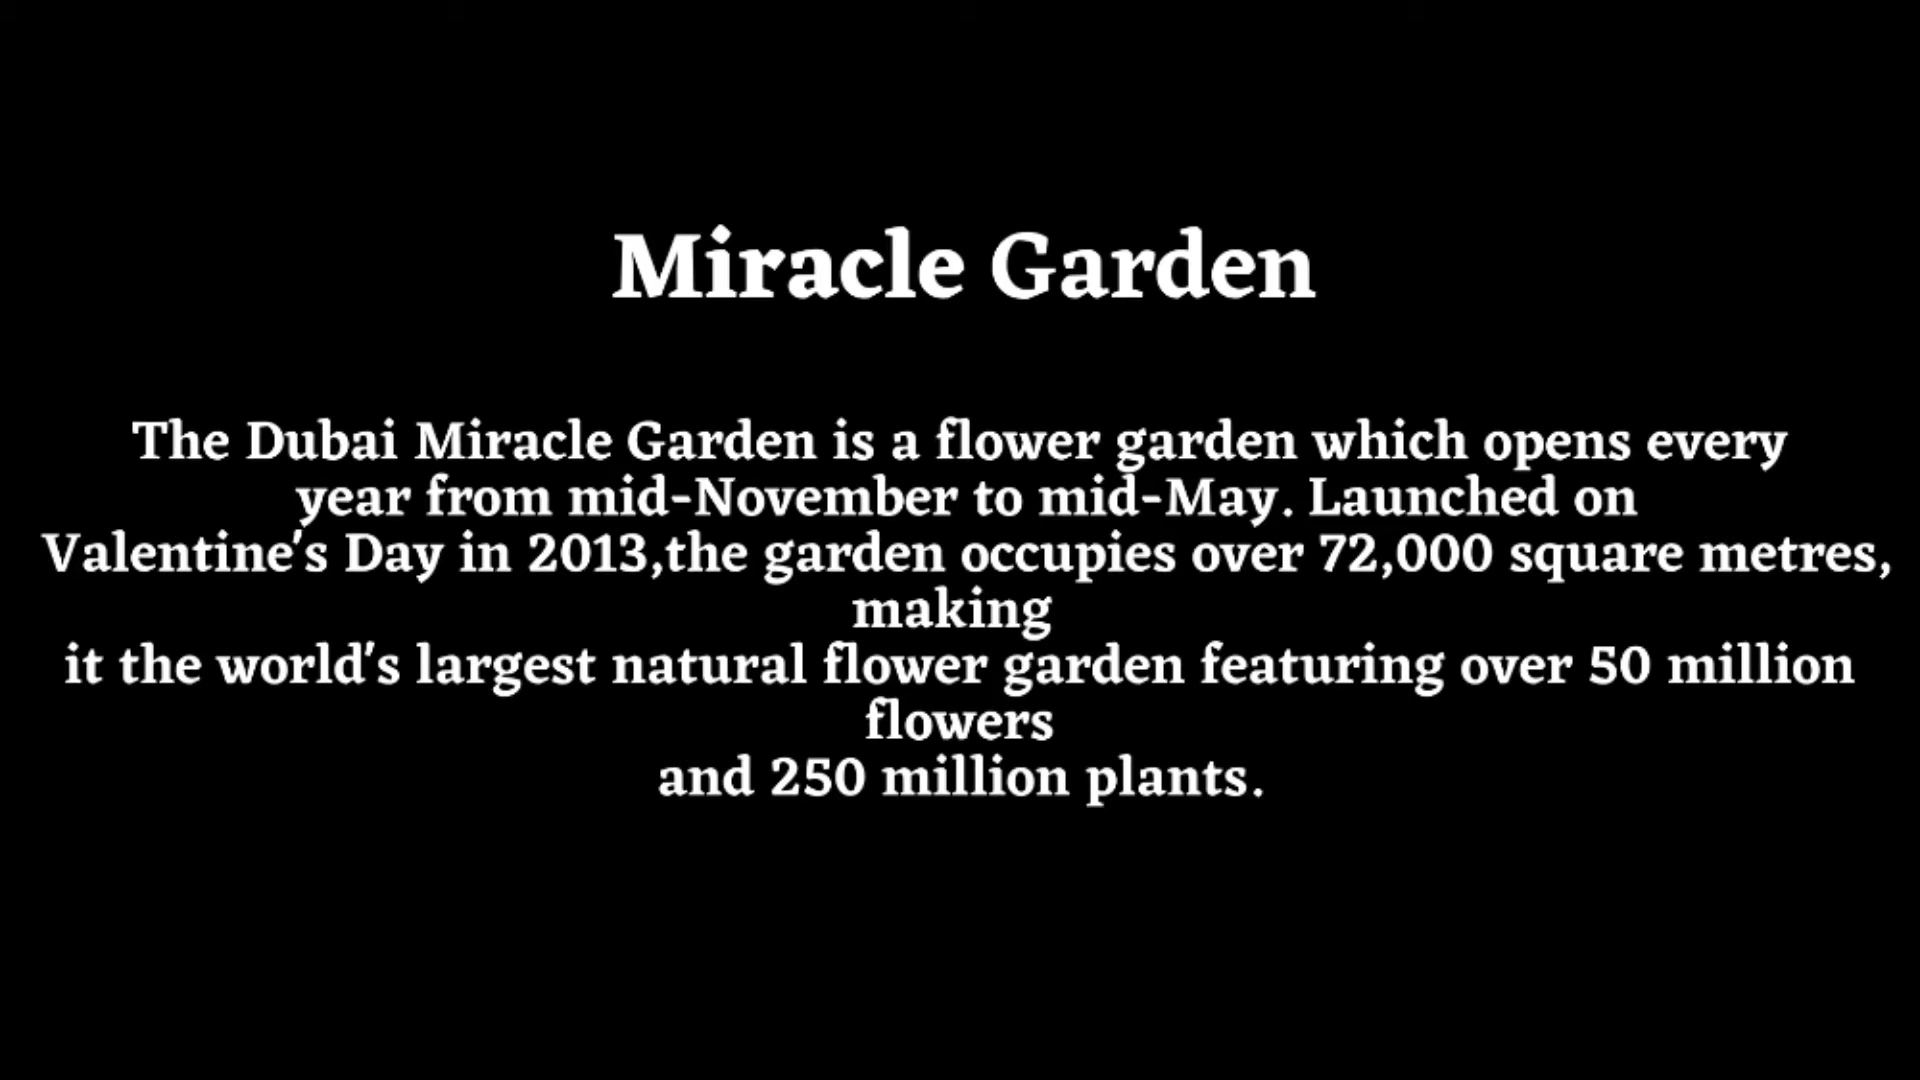 Miracle Garden
The Dubai Miracle Garden is a flower garden which opens every
year from mid-November to mid-May. Launched on
Valentine's Day in 2013,the garden occupies over 72,000 square metres,
making
it the world's largest natural flower garden featuring over 50 million
flowers
and 250 million plants.